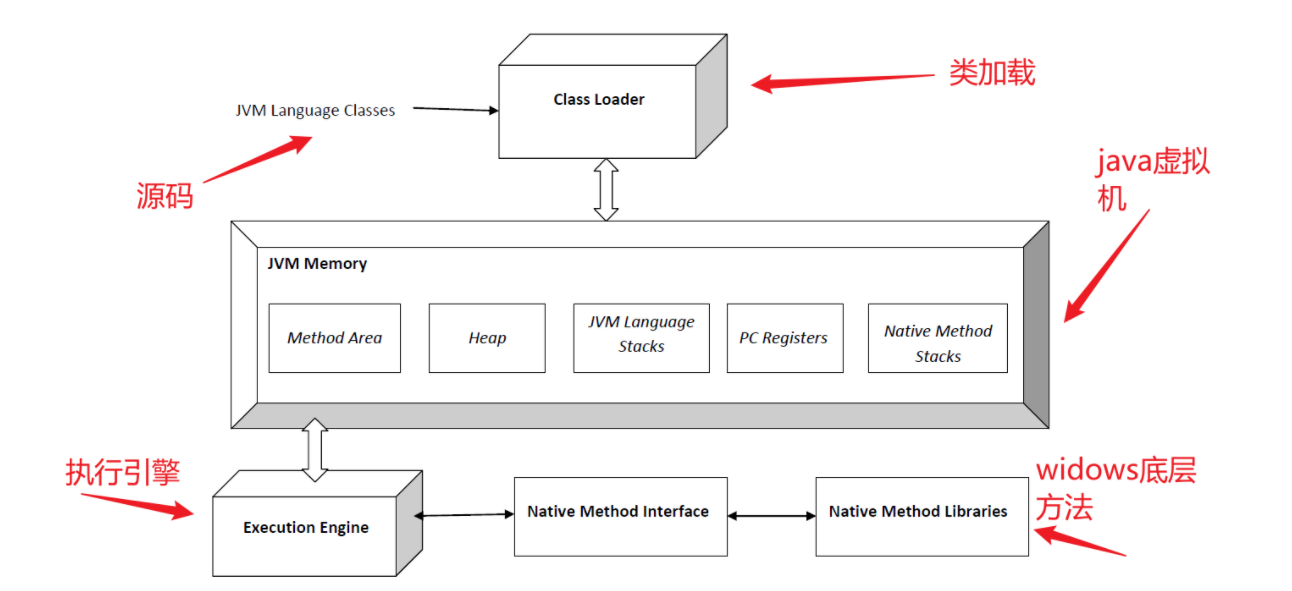 Class Loader
类加载
JVM Language Classes
源码
java虚拟
机
JVM Memory
Method Area
Heap
JVM Language
Stacks
PC Registers
Native Method
Stacks
执行引擎
Execution Engine
Native Method Interface
Native Method Libraries
widows底层
方法